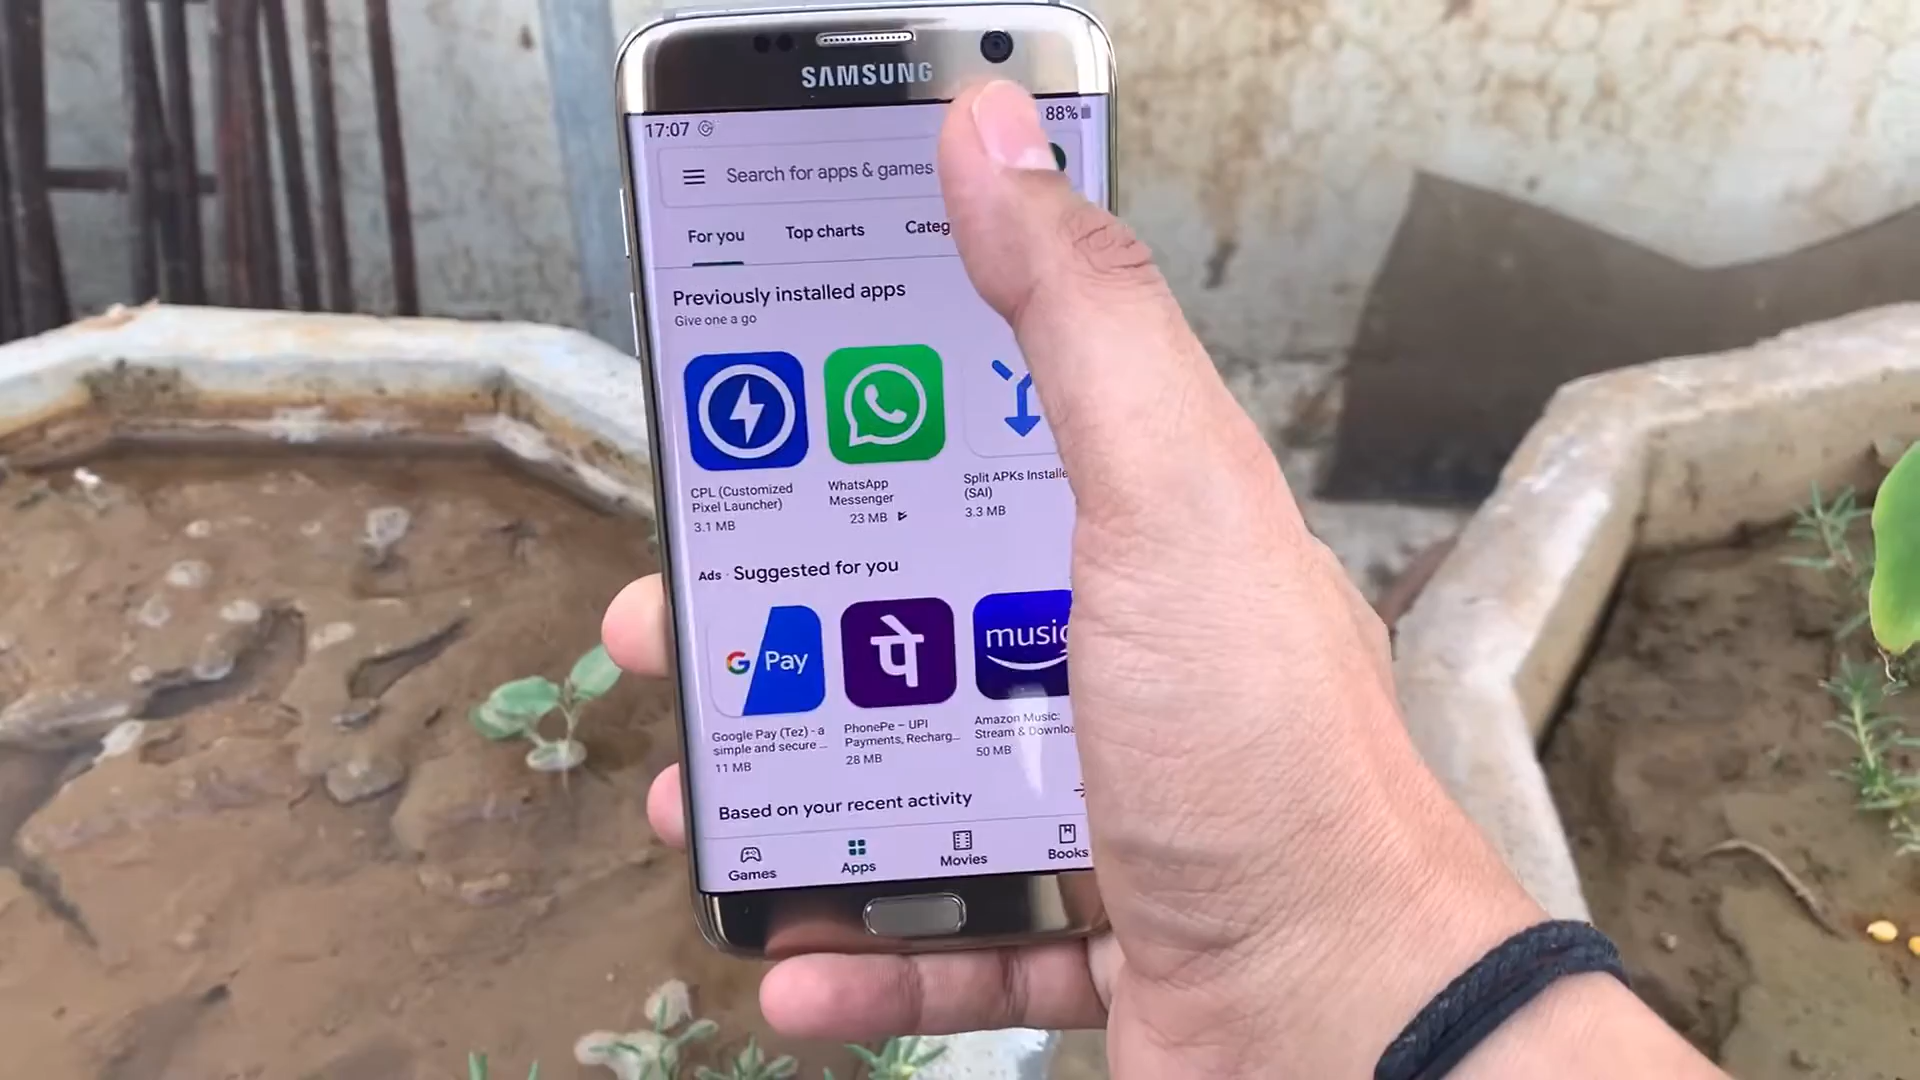 SAMSUNG
17:07
88%
Search for apps & games
For you
Top charts
Categ
Previously installed apps
Give one a go
CPL (Customized
Pixel Launcher)
3.1 MB
WhatsApp
Messenger
23 MB
Split APKs Installe
(SAI)
3.3 MB
Ads · Suggested for you
G Pay
पे
music
Google Pay (Tez) - a
simple and secure ...
11 MB
PhonePe – UPI
Payments, Recharg...
28 MB
Amazon Music:
Stream & Downloa
50 MB
Based on your recent activity
Games
Apps
Movies
Books